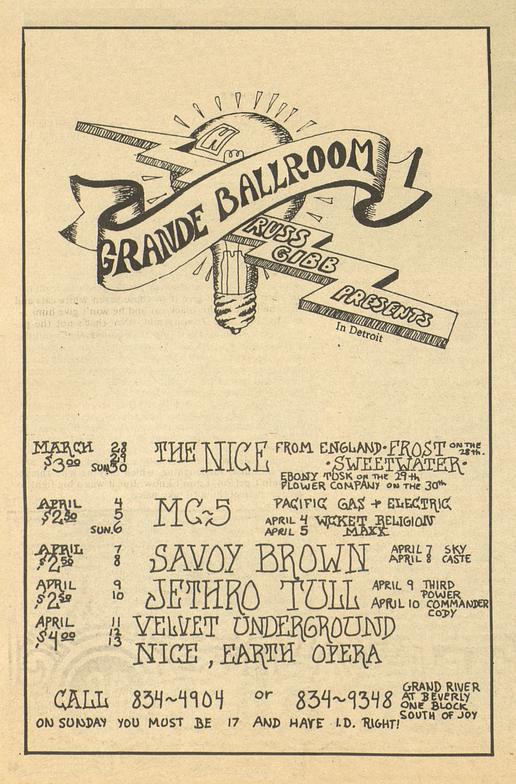 H
GRANDE BALLROOM
RUSS
GIBB
PRESENTS
In Detroit
MARCH 28
29
$3.00 SUN. 30
THE NICE FROM ENGLAND · FROST ON THE 28th.
· SWEETWATER ·
EBONY TUSK ON THE 29th
FLOWER COMPANY ON THE 30th
APRIL 4
5
SUN. 6
MC~5 PACIFIC GAS + ELECTRIC
APRIL 4 WICKET RELIGION
APRIL 5 MAXX
APRIL 7
$2.50 8
SAVOY BROWN APRIL 7 SKY
APRIL 8 CASTE
APRIL 9
$2.50 10
JETHRO TULL APRIL 9 THIRD
POWER
APRIL 10 COMMANDER
CODY
APRIL 11
12
$4.00 13
VELVET UNDERGROUND
NICE, EARTH OPERA
CALL 834~4904 or 834~9348
GRAND RIVER
AT BEVERLY
ONE BLOCK
SOUTH OF JOY
ON SUNDAY YOU MUST BE 17 AND HAVE I.D. RIGHT!